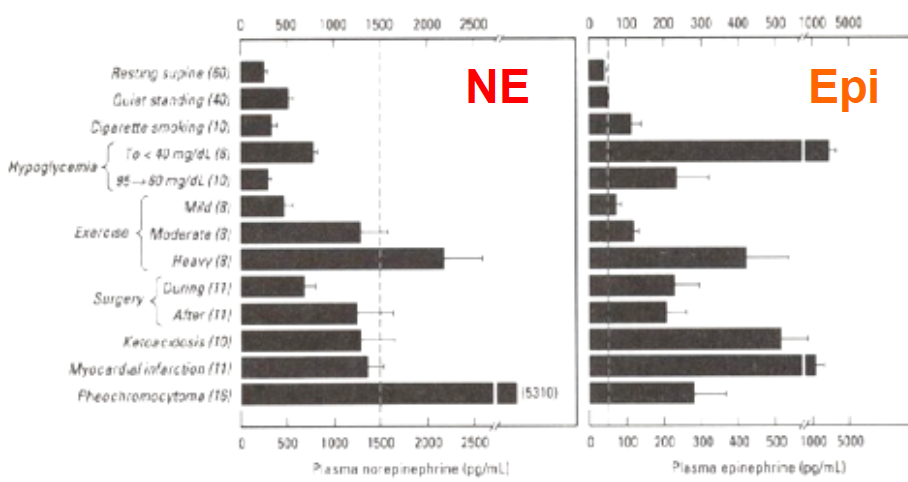 0 500 1000 1500 2000 2500
0 100 200 300 400 500 1000 5000
NE
Epi
Resting supine (60)
Quiet standing (40)
Cigarette smoking (10)
Hypoglycemia
To < 40 mg/dL (6)
95→60 mg/dL (10)
Exercise
Mild (8)
Moderate (8)
Heavy (8)
Surgery
During (11)
After (11)
Ketoacidosis (10)
Myocardial infarction (11)
Pheochromocytoma (16)
(5310)
0 500 1000 1500 2000 2500
0 100 200 300 400 500 1000 5000
Plasma norepinephrine (pg/mL)
Plasma epinephrine (pg/mL)